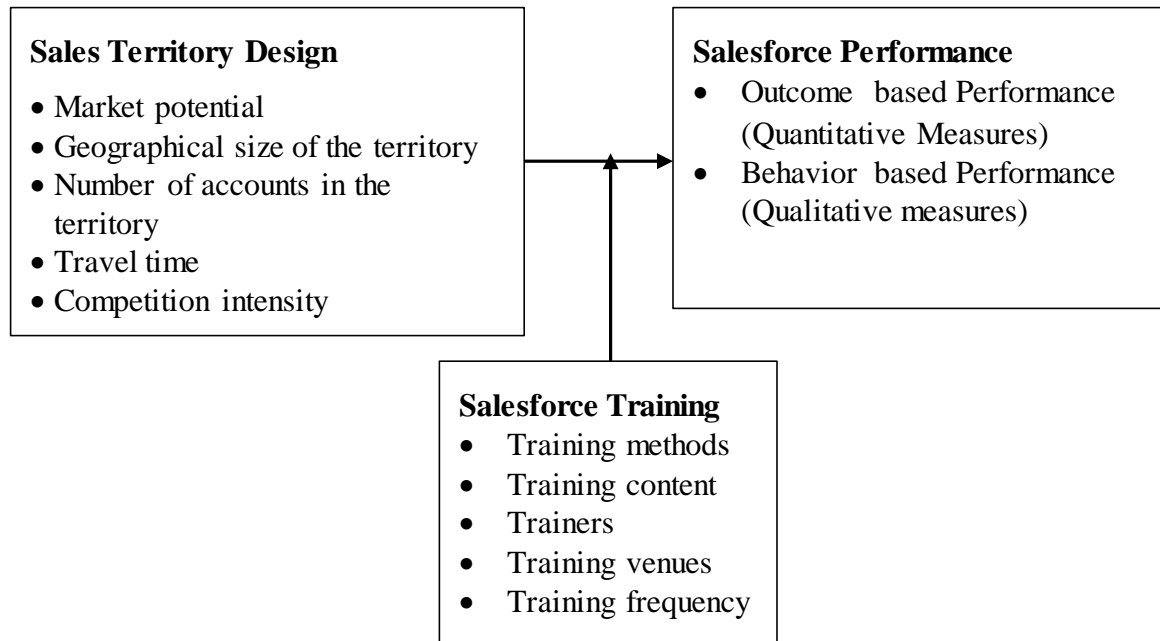 Sales Territory Design
• Market potential
• Geographical size of the territory
• Number of accounts in the
territory
• Travel time
• Competition intensity
Salesforce Performance
• Outcome based Performance
(Quantitative Measures)
• Behavior based Performance
(Qualitative measures)
Salesforce Training
• Training methods
• Training content
• Trainers
• Training venues
• Training frequency